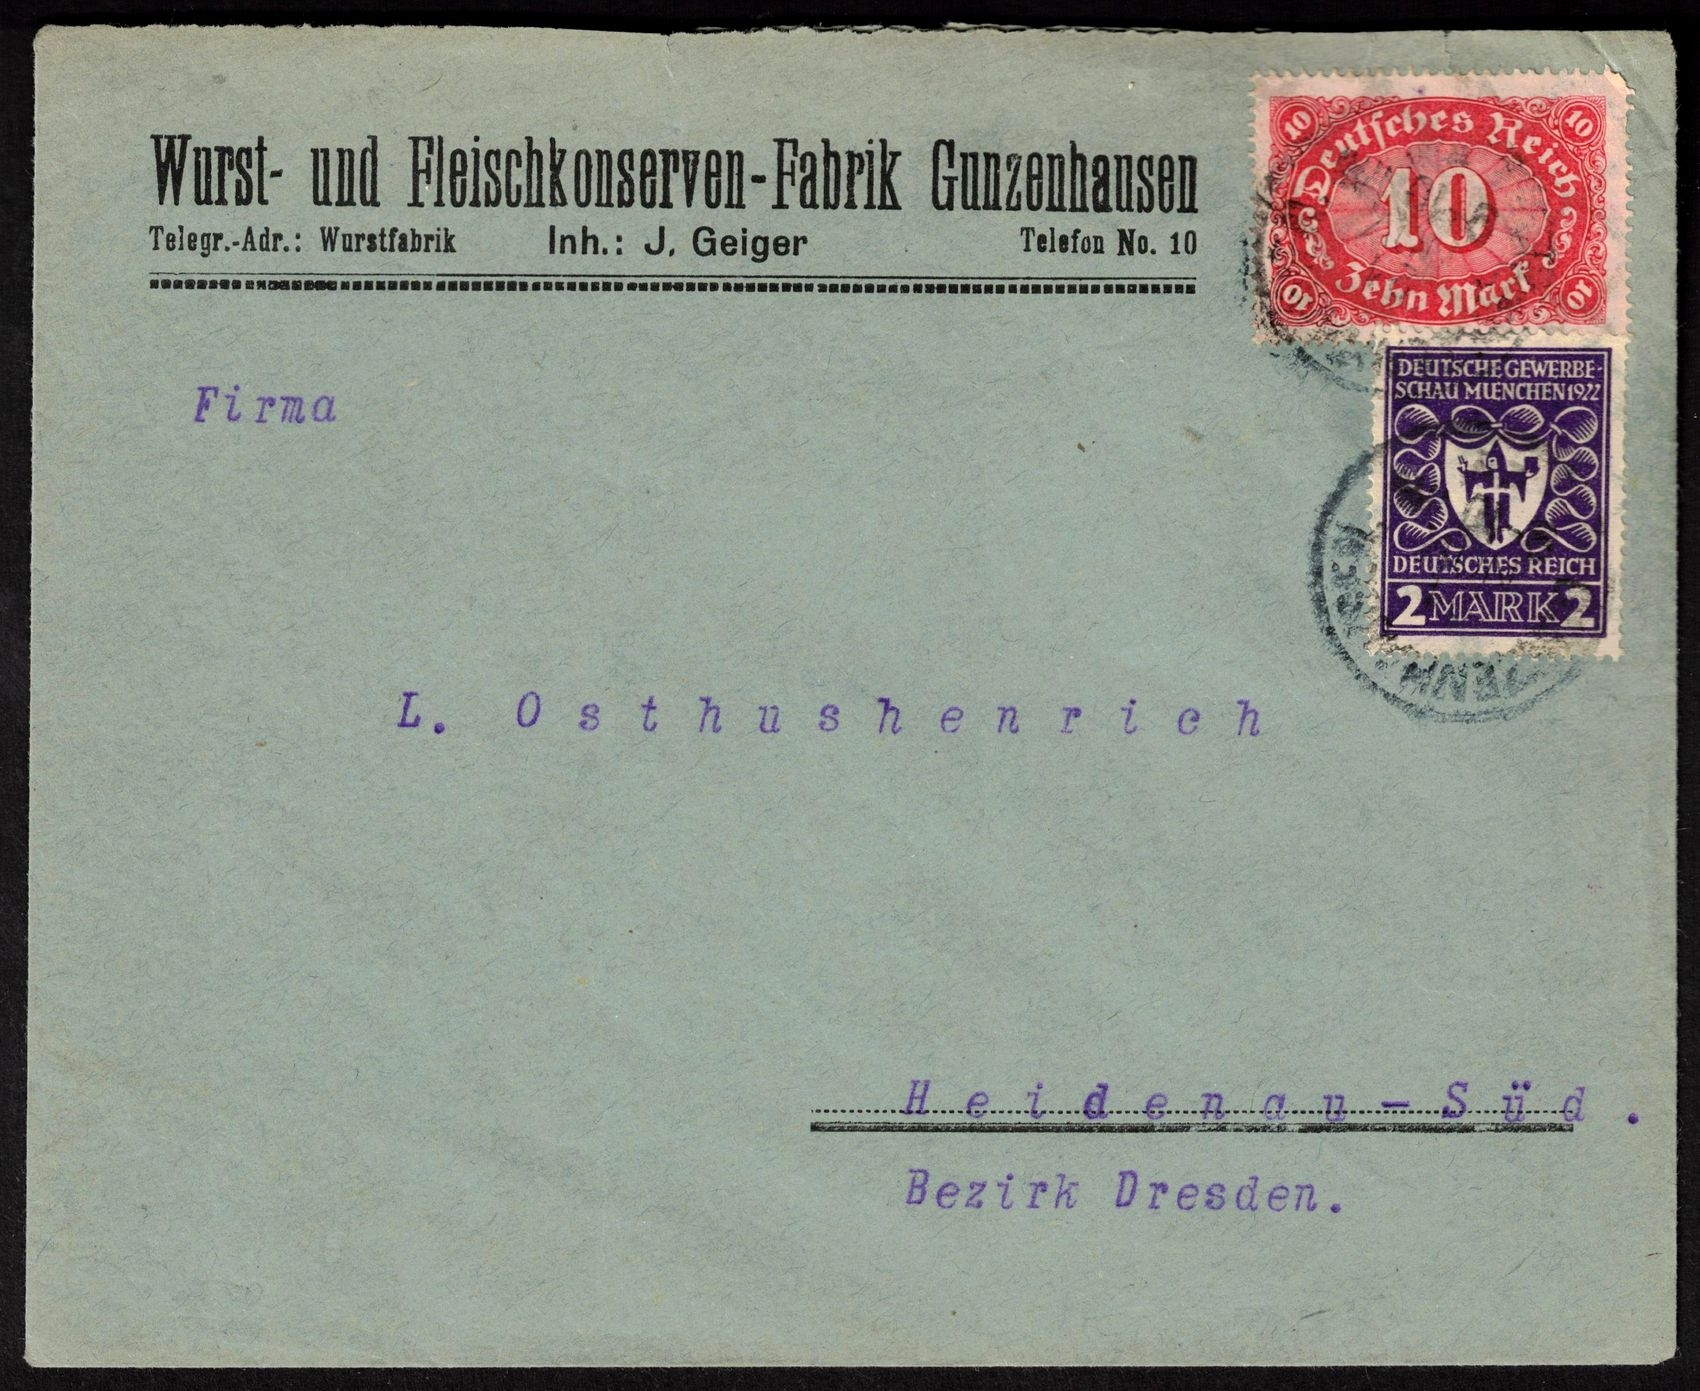 Wurst- und Fleischkonserven-Fabrik Gunzenhausen
Telegr.-Adr.: Wurstfabrik Inh.: J. Geiger Telefon No. 10
10 Deutsches Reich 10
10
Zehn Mark
10 10
DEUTSCHE GEWERBE-
SCHAU MUENCHEN 1922
DEUTSCHES REICH
2 MARK 2
Firma
L. Osthushenrich
Heidenau-Süd.
Bezirk Dresden.